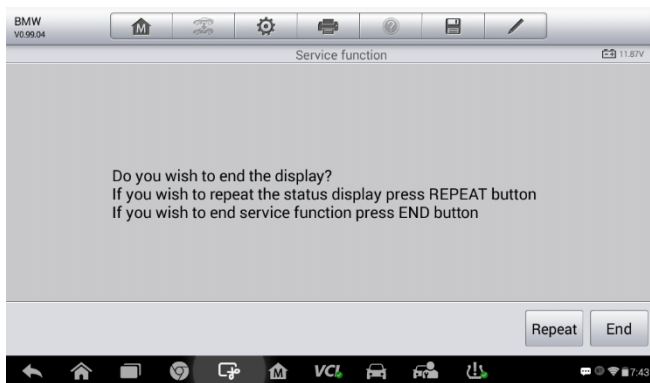 BMW
V0.99.04
M
Service function
11.87V
Do you wish to end the display?
If you wish to repeat the status display press REPEAT button
If you wish to end service function press END button
Repeat
End
M
VCI
7:43